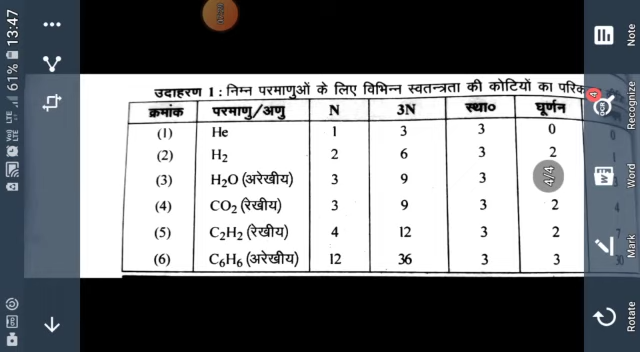 उदाहरण 1 : निम्न परमाणुओं के लिए विभिन्न स्वतन्त्रता की कोटियों का परिक
क्रमांक परमाणु/अणु N 3N स्था० घूर्णन
(1) He 1 3 3 0
(2) H₂ 2 6 3 2
(3) H₂O (अरेखीय) 3 9 3
(4) CO₂ (रेखीय) 3 9 3 2
(5) C₂H₂ (रेखीय) 4 12 3 2
(6) C₆H₆ (अरेखीय) 12 36 3 3
4/4
13:47
61%
Note
Recognize
Word
Mark
Rotate
4